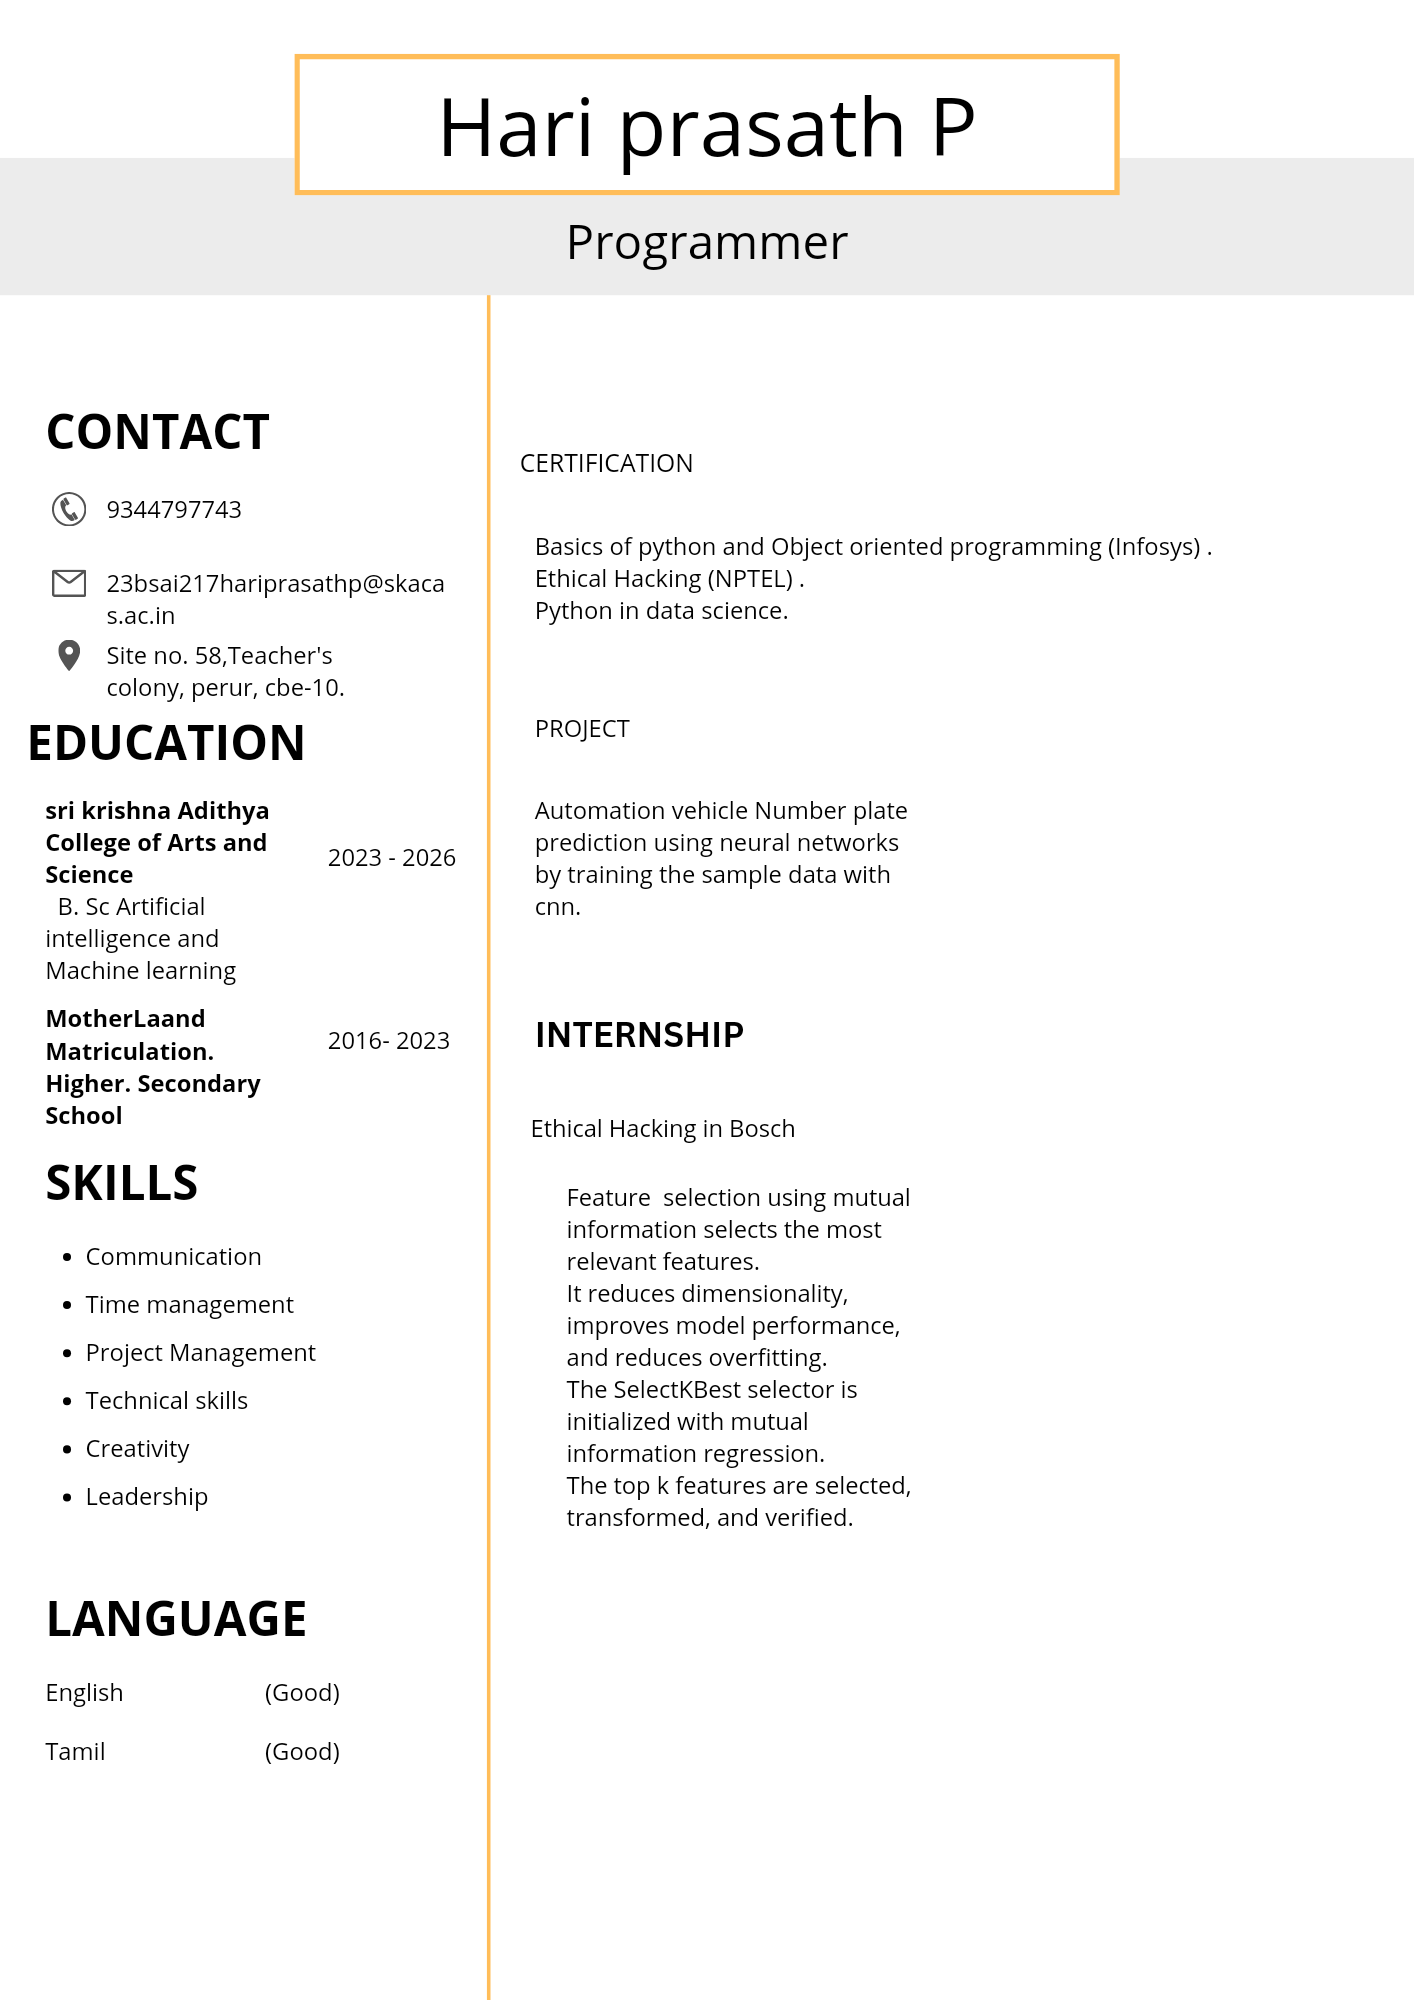 Hari prasath P
Programmer
CONTACT
9344797743
23bsai217hariprasathp@skaca
s.ac.in
Site no. 58,Teacher's
colony, perur, cbe-10.
EDUCATION
sri krishna Adithya
College of Arts and
Science
2023 - 2026
B. Sc Artificial
intelligence and
Machine learning
MotherLaand
Matriculation.
Higher. Secondary
School
2016- 2023
SKILLS
• Communication
• Time management
• Project Management
• Technical skills
• Creativity
• Leadership
LANGUAGE
English (Good)
Tamil (Good)
CERTIFICATION
Basics of python and Object oriented programming (Infosys) .
Ethical Hacking (NPTEL) .
Python in data science.
PROJECT
Automation vehicle Number plate
prediction using neural networks
by training the sample data with
cnn.
INTERNSHIP
Ethical Hacking in Bosch
Feature  selection using mutual
information selects the most
relevant features.
It reduces dimensionality,
improves model performance,
and reduces overfitting.
The SelectKBest selector is
initialized with mutual
information regression.
The top k features are selected,
transformed, and verified.